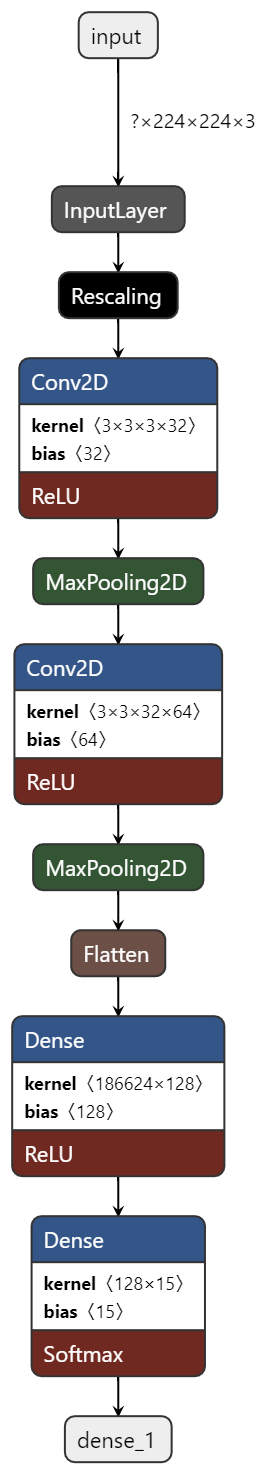 input
?×224×224×3
InputLayer
Rescaling
Conv2D
kernel〈3×3×3×32〉
bias〈32〉
ReLU
MaxPooling2D
Conv2D
kernel〈3×3×32×64〉
bias〈64〉
ReLU
MaxPooling2D
Flatten
Dense
kernel〈186624×128〉
bias〈128〉
ReLU
Dense
kernel〈128×15〉
bias〈15〉
Softmax
dense_1